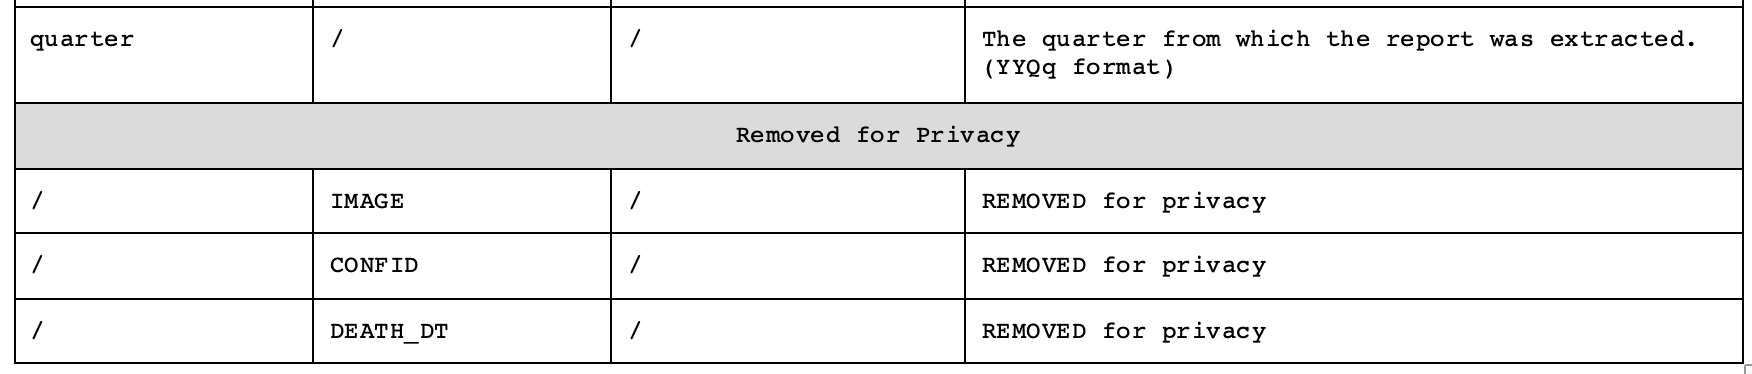 quarter / / The quarter from which the report was extracted.
(YYQq format)
Removed for Privacy
/ IMAGE / REMOVED for privacy
/ CONFID / REMOVED for privacy
/ DEATH_DT / REMOVED for privacy